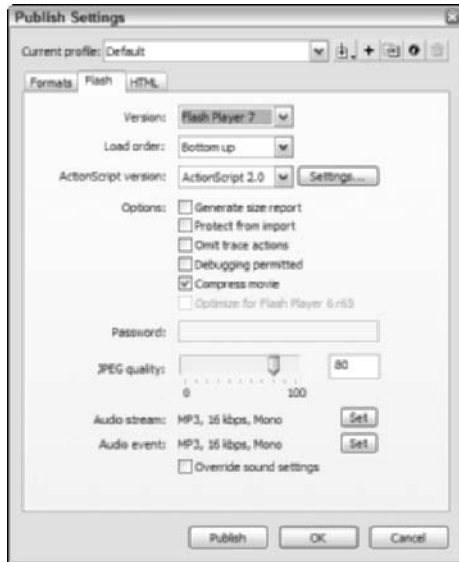 Publish Settings
Current profile: Default
Formats Flash HTML
Version: Flash Player 7
Load order: Bottom up
ActionScript version: ActionScript 2.0 Settings...
Options: Generate size report
Protect from import
Omit trace actions
Debugging permitted
Compress movie
Optimize for Flash Player 6 r65
Password:
JPEG quality: 80
0 100
Audio stream: MP3, 16 kbps, Mono Set
Audio event: MP3, 16 kbps, Mono Set
Override sound settings
Publish OK Cancel